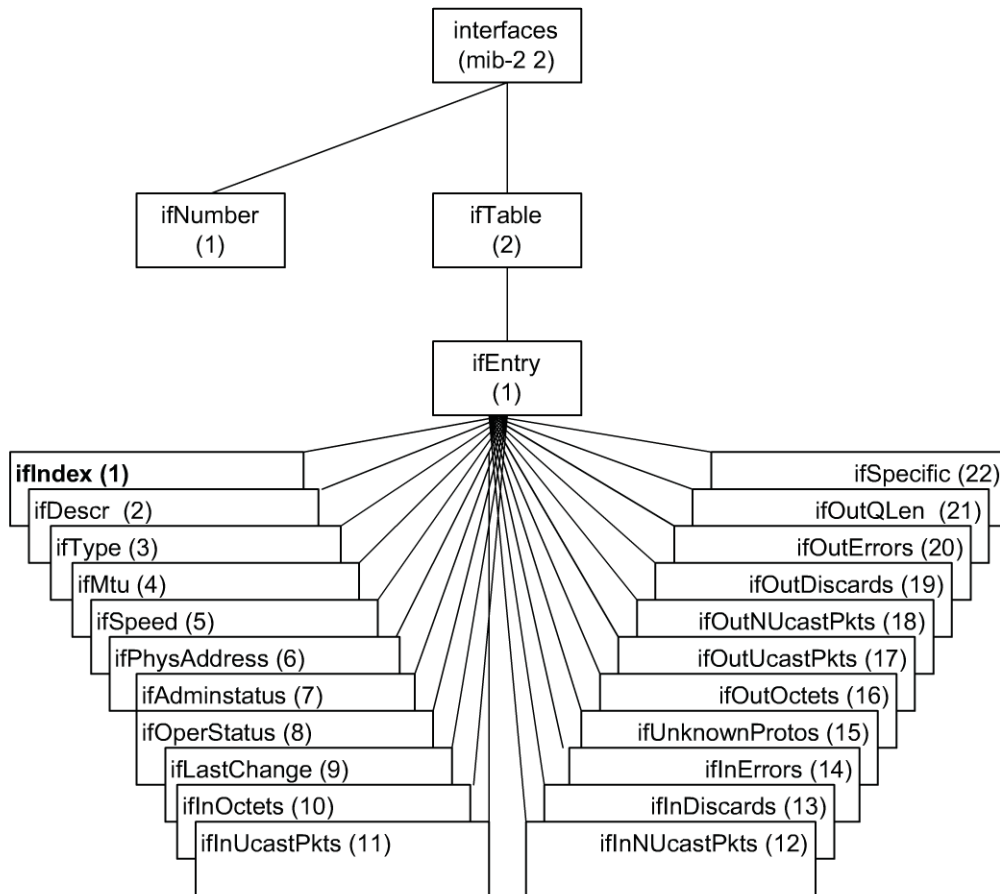 interfaces
(mib-2 2)
ifNumber
(1)
ifTable
(2)
ifEntry
(1)
ifIndex (1)
ifDescr (2)
ifType (3)
ifMtu (4)
ifSpeed (5)
ifPhysAddress (6)
ifAdminstatus (7)
ifOperStatus (8)
ifLastChange (9)
ifInOctets (10)
ifInUcastPkts (11)
ifSpecific (22)
ifOutQLen (21)
ifOutErrors (20)
ifOutDiscards (19)
ifOutNUcastPkts (18)
ifOutUcastPkts (17)
ifOutOctets (16)
ifUnknownProtos (15)
ifInErrors (14)
ifInDiscards (13)
ifInNUcastPkts (12)